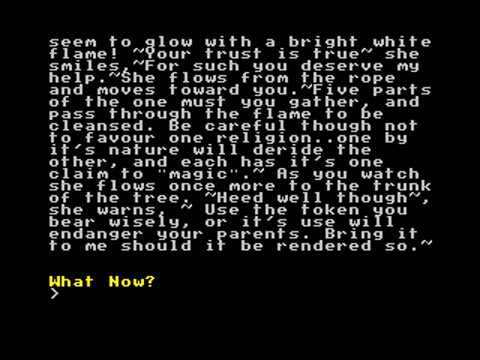 seem to glow with a bright white
flame! ~Your trust is true~ she
smiles,~For such you deserve my
help.~She flows from the rope
and moves toward you.~Five parts
of the one must you gather, and
pass through the flame to be
cleansed. Be careful though not
to favour one religion..one by
it's nature will deride the
other, and each has it's one
claim to "magic".~ As you watch
she flows once more to the trunk
of the tree. ~Heed well though~,
she warns, ~ Use the token you
bear wisely, or it's use will
endanger your parents. Bring it
to me should it be rendered so.~
What Now?
>